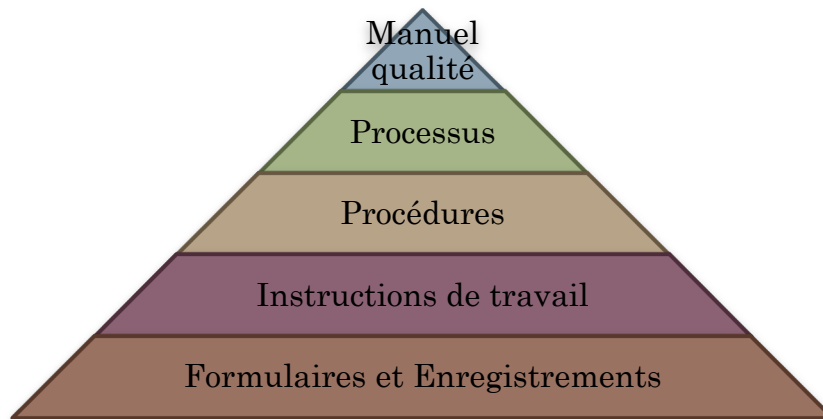 Manuel
qualité
Processus
Procédures
Instructions de travail
Formulaires et Enregistrements